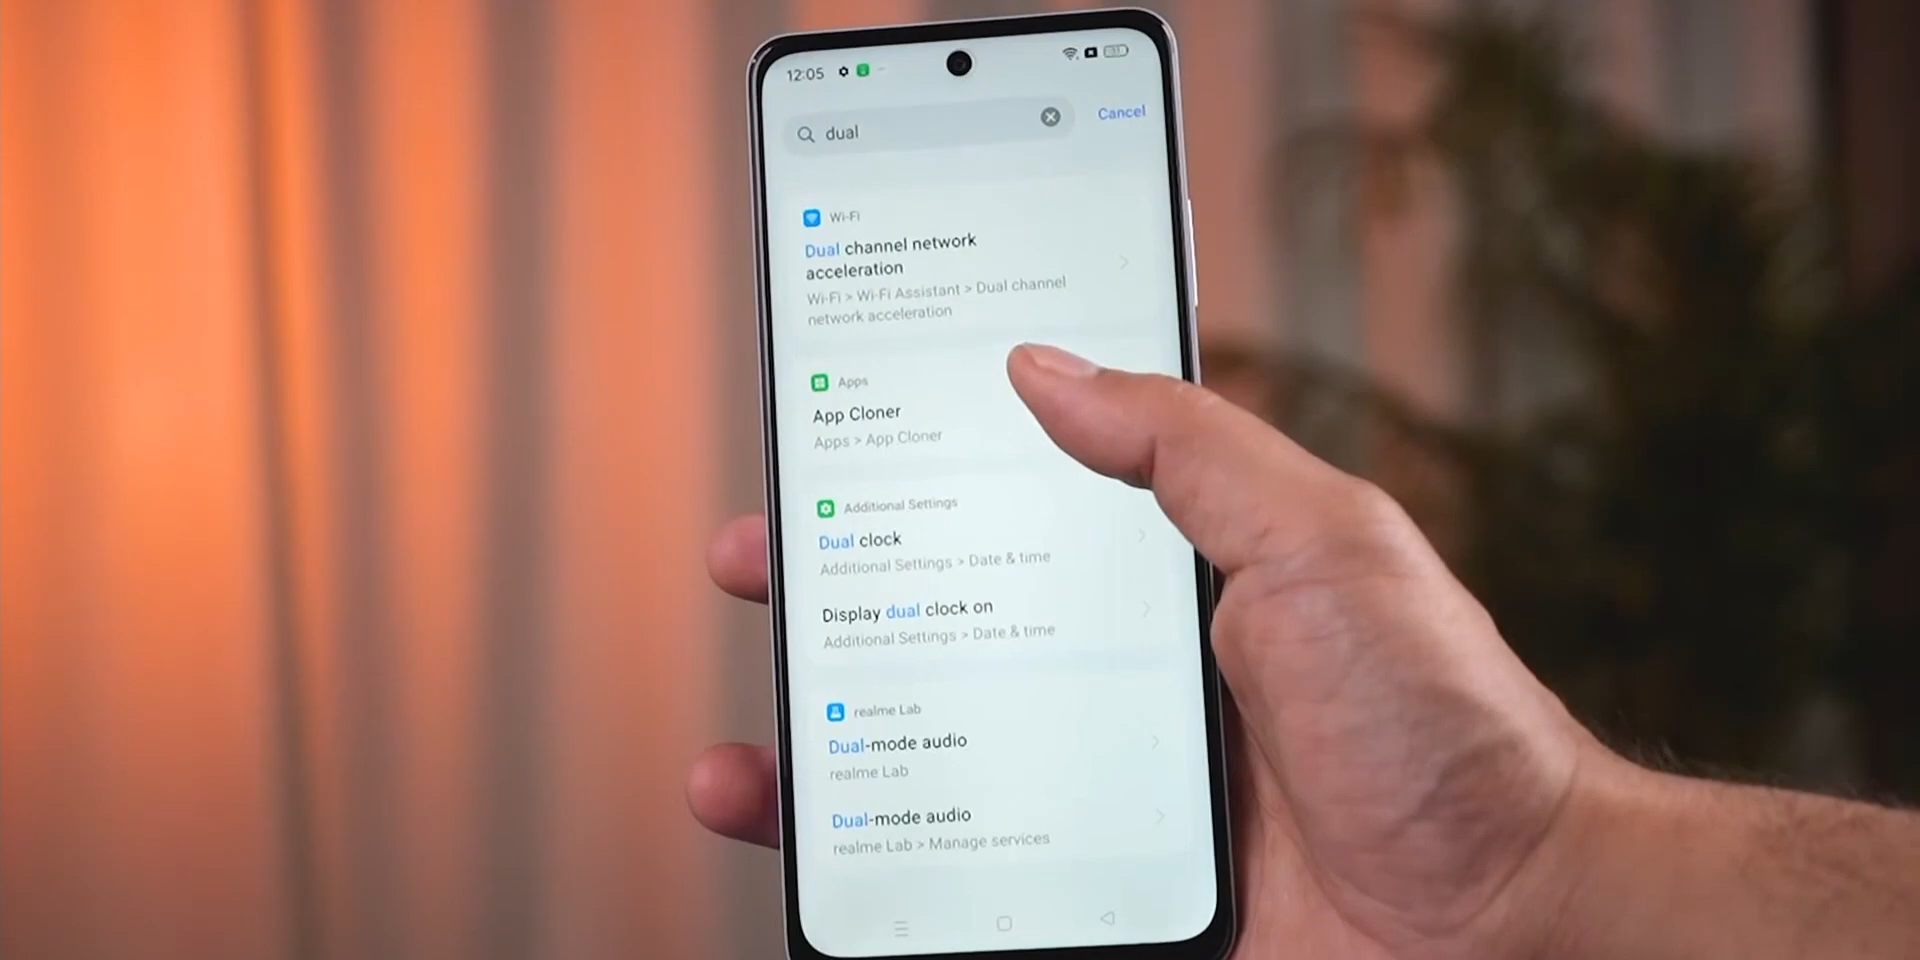 12:05
dual
Cancel
Wi-Fi
Dual channel network
acceleration
Wi-Fi > Wi-Fi Assistant > Dual channel
network acceleration
Apps
App Cloner
Apps > App Cloner
Additional Settings
Dual clock
Additional Settings > Date & time
Display dual clock on
Additional Settings > Date & time
realme Lab
Dual-mode audio
realme Lab
Dual-mode audio
realme Lab > Manage services